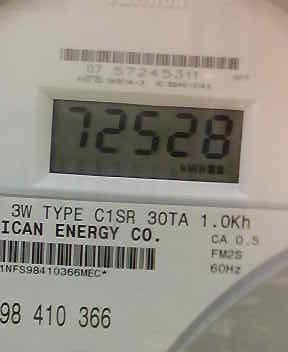 07 57245311
72528
3W TYPE C1SR 30TA 1.0Kh
ICAN ENERGY CO.
CA 0.5
FM2S
60Hz
1NFS98410366MEC*
98 410 366